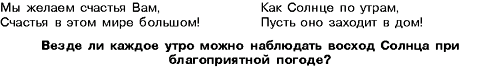 Мы желаем счастья Вам,
Счастья в этом мире большом!
Как Солнце по утрам,
Пусть оно заходит в дом!
Везде ли каждое утро можно наблюдать восход Солнца при
благоприятной погоде?